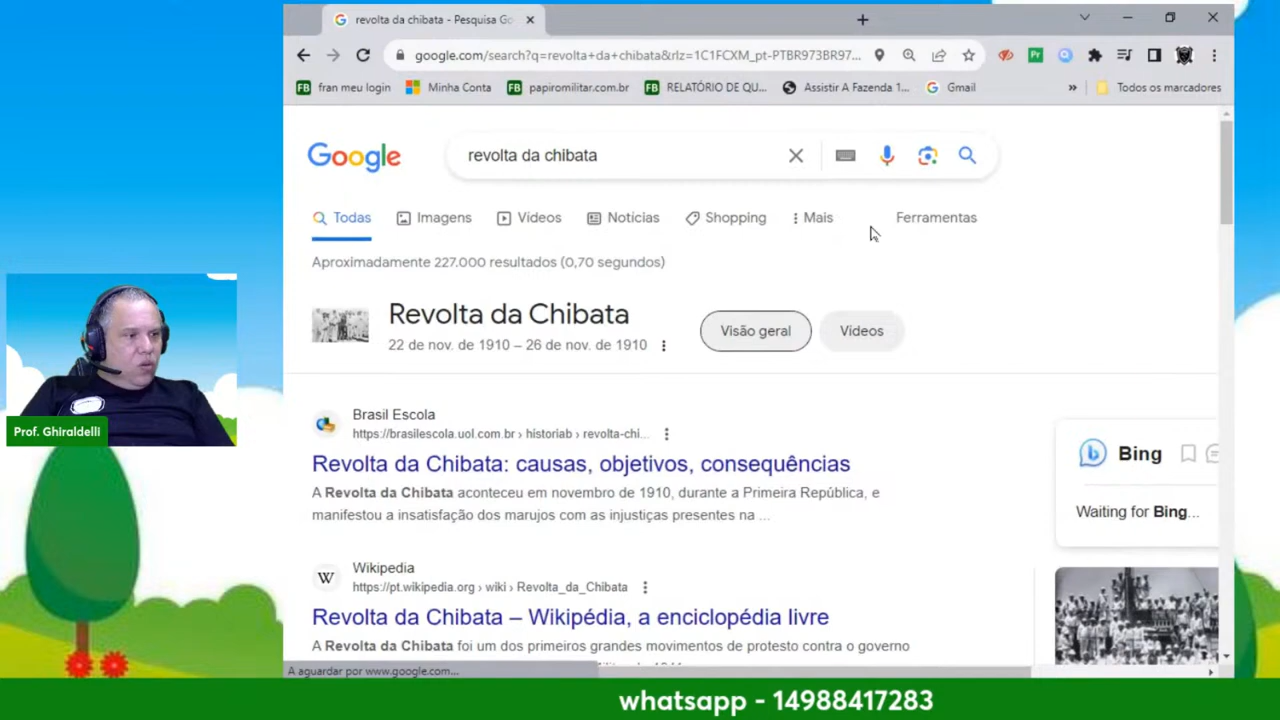 revolta da chibata - Pesquisa Go
google.com/search?q=revolta+da+chibata&rlz=1C1FCXM_pt-PTBR973BR97...
FB fran meu login
Minha Conta
FB papiromilitar.com.br
FB RELATÓRIO DE QU...
Assistir A Fazenda 1...
Gmail
»
Todos os marcadores
Google
revolta da chibata
Todas
Imagens
Vídeos
Notícias
Shopping
Mais
Ferramentas
Aproximadamente 227.000 resultados (0,70 segundos)
Revolta da Chibata
22 de nov. de 1910 – 26 de nov. de 1910
Visão geral
Vídeos
Brasil Escola
https://brasilescola.uol.com.br › historiab › revolta-chi...
Revolta da Chibata: causas, objetivos, consequências
A Revolta da Chibata aconteceu em novembro de 1910, durante a Primeira República, e
manifestou a insatisfação dos marujos com as injustiças presentes na ...
Bing
Waiting for Bing...
W
Wikipedia
https://pt.wikipedia.org › wiki › Revolta_da_Chibata
Revolta da Chibata – Wikipédia, a enciclopédia livre
A Revolta da Chibata foi um dos primeiros grandes movimentos de protesto contra o governo
A aguardar por www.google.com...
Prof. Ghiraldelli
whatsapp - 14988417283